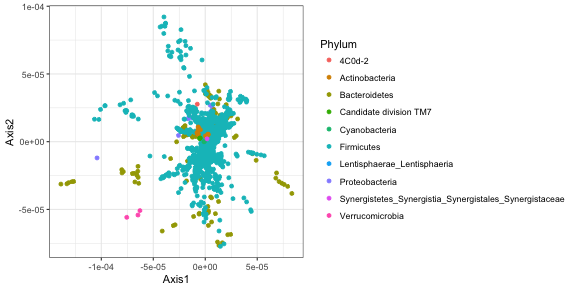 1e-04
5e-05
0e+00
-5e-05
Axis2
-1e-04
-5e-05
0e+00
5e-05
Axis1
Phylum
4C0d-2
Actinobacteria
Bacteroidetes
Candidate division TM7
Cyanobacteria
Firmicutes
Lentisphaerae_Lentisphaeria
Proteobacteria
Synergistetes_Synergistia_Synergistales_Synergistaceae
Verrucomicrobia